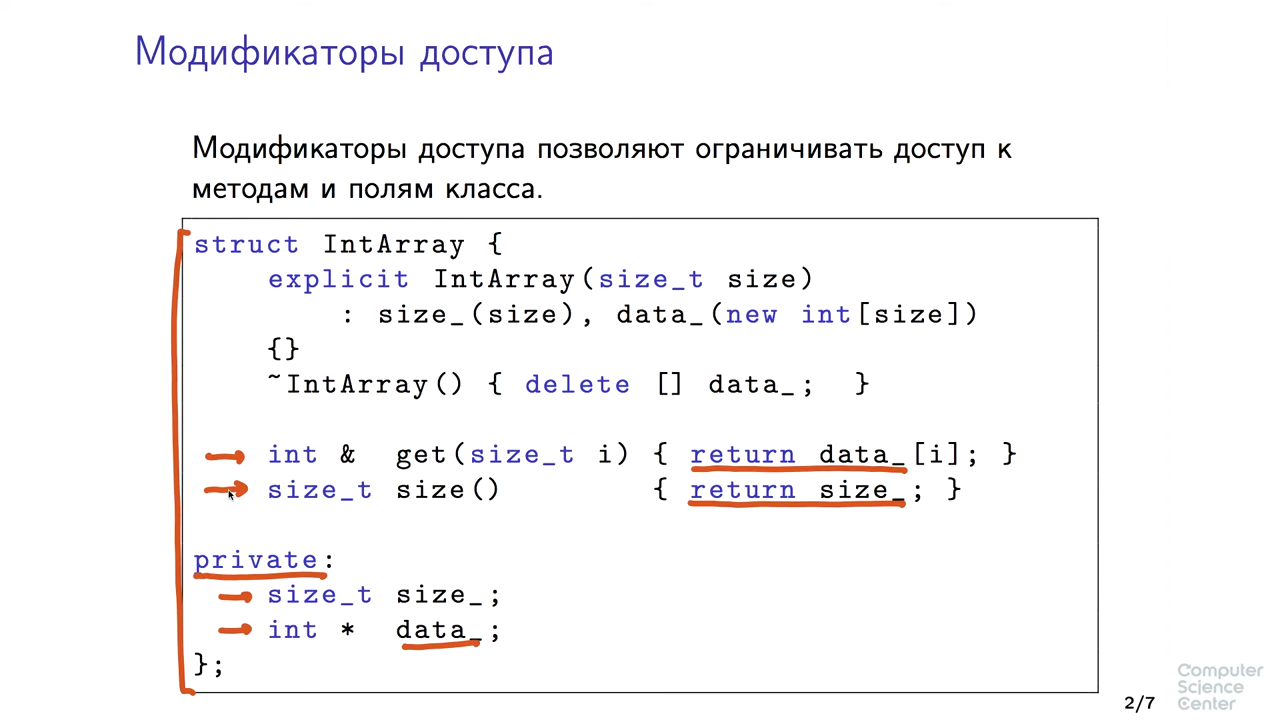 Модификаторы доступа
Модификаторы доступа позволяют ограничивать доступ к
методам и полям класса.
struct IntArray {
explicit IntArray(size_t size)
: size_(size), data_(new int[size])
{}
~IntArray() { delete [] data_; }
int & get(size_t i) { return data_[i]; }
size_t size() { return size_; }
private:
size_t size_;
int * data_;
};
2/7
Computer
Science
Center